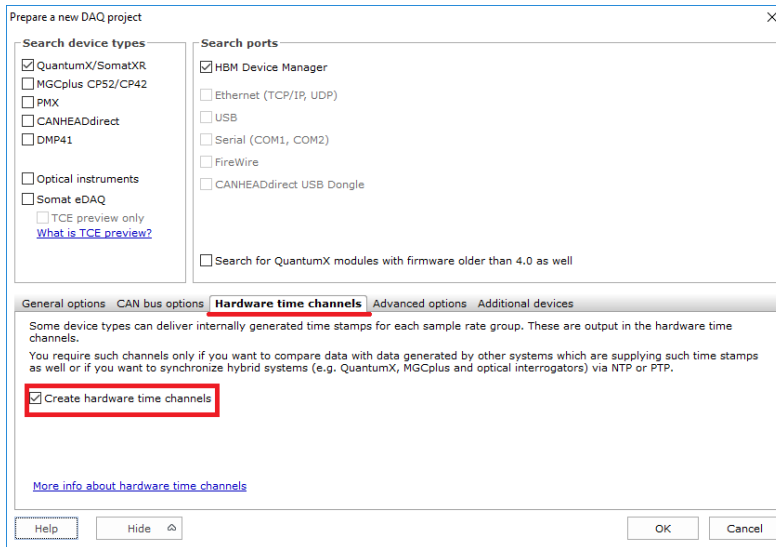 Prepare a new DAQ project
Search device types
QuantumX/SomatXR
MGCplus CP52/CP42
PMX
CANHEADdirect
DMP41
Optical instruments
Somat eDAQ
TCE preview only
What is TCE preview?
Search ports
HBM Device Manager
Ethernet (TCP/IP, UDP)
USB
Serial (COM1, COM2)
FireWire
CANHEADdirect USB Dongle
Search for QuantumX modules with firmware older than 4.0 as well
General options CAN bus options Hardware time channels Advanced options Additional devices
Some device types can deliver internally generated time stamps for each sample rate group. These are output in the hardware time
channels.
You require such channels only if you want to compare data with data generated by other systems which are supplying such time stamps
as well or if you want to synchronize hybrid systems (e.g. QuantumX, MGCplus and optical interrogators) via NTP or PTP.
Create hardware time channels
More info about hardware time channels
Help Hide OK Cancel